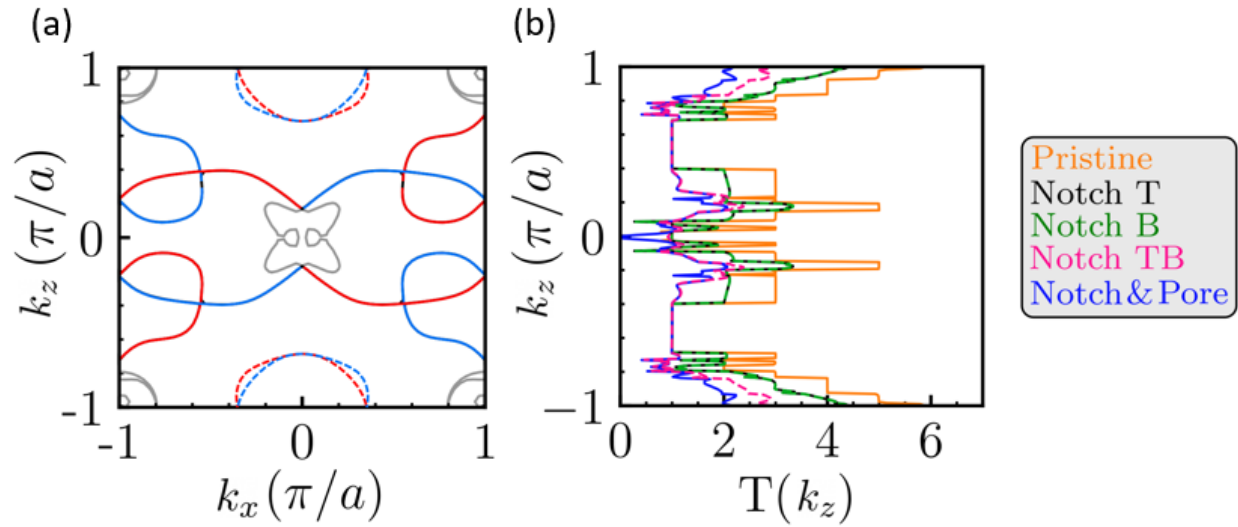 (a)
(b)
1
0
-1
k_z(π/a)
-1
0
1
k_x(π/a)
1
0
−1
k_z(π/a)
0
2
4
6
T(k_z)
Pristine
Notch T
Notch B
Notch TB
Notch&Pore